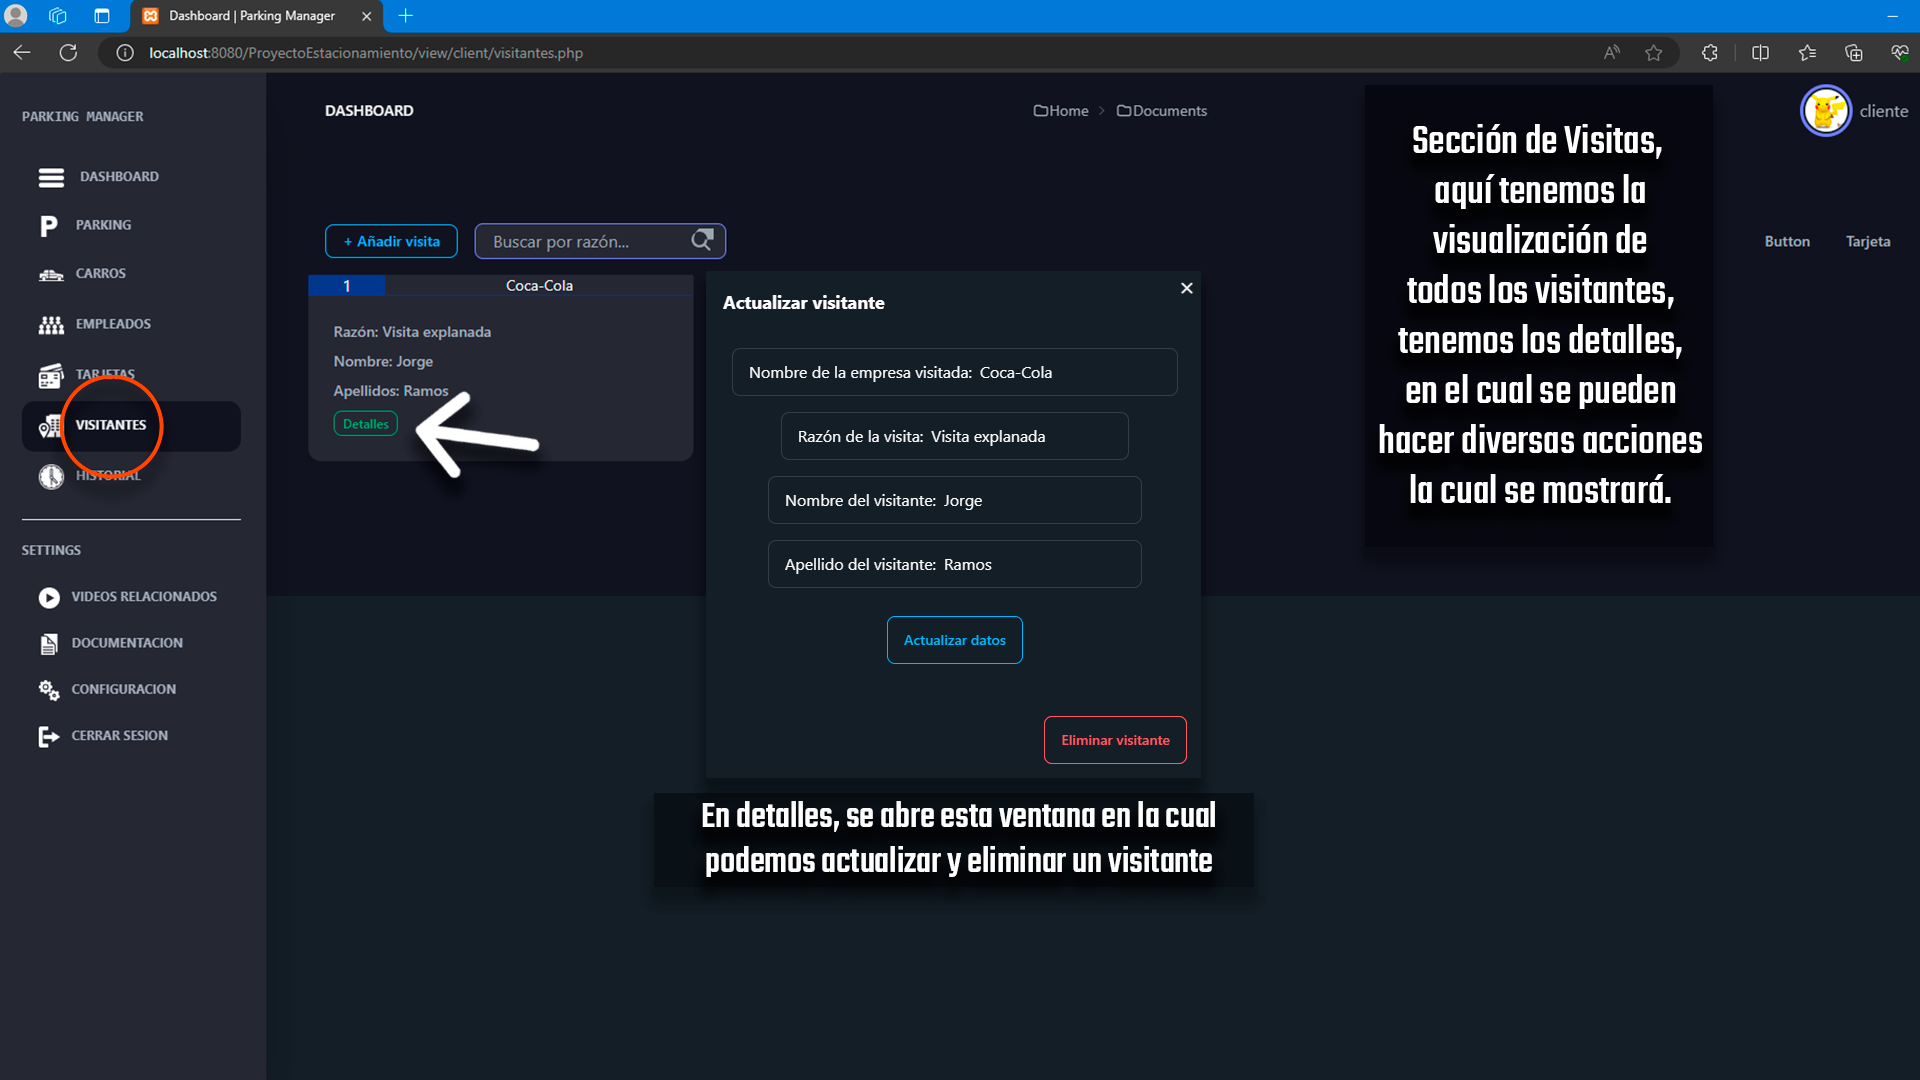 Dashboard | Parking Manager
localhost:8080/ProyectoEstacionamiento/view/client/visitantes.php
PARKING MANAGER
DASHBOARD
PARKING
CARROS
EMPLEADOS
TARJETAS
VISITANTES
HISTORIAL
SETTINGS
VIDEOS RELACIONADOS
DOCUMENTACION
CONFIGURACION
CERRAR SESION
DASHBOARD
Home > Documents
cliente
+ Añadir visita
Buscar por razón...
Button
Tarjeta
1 Coca-Cola
Razón: Visita explanada
Nombre: Jorge
Apellidos: Ramos
Detalles
Actualizar visitante
Nombre de la empresa visitada: Coca-Cola
Razón de la visita: Visita explanada
Nombre del visitante: Jorge
Apellido del visitante: Ramos
Actualizar datos
Eliminar visitante
Sección de Visitas,
aquí tenemos la
visualización de
todos los visitantes,
tenemos los detalles,
en el cual se pueden
hacer diversas acciones
la cual se mostrará.
En detalles, se abre esta ventana en la cual
podemos actualizar y eliminar un visitante